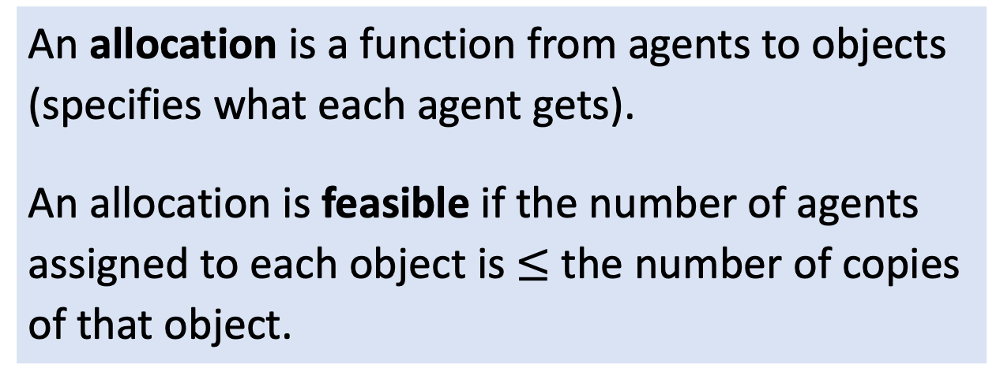 An allocation is a function from agents to objects
(specifies what each agent gets).
An allocation is feasible if the number of agents
assigned to each object is ≤ the number of copies
of that object.